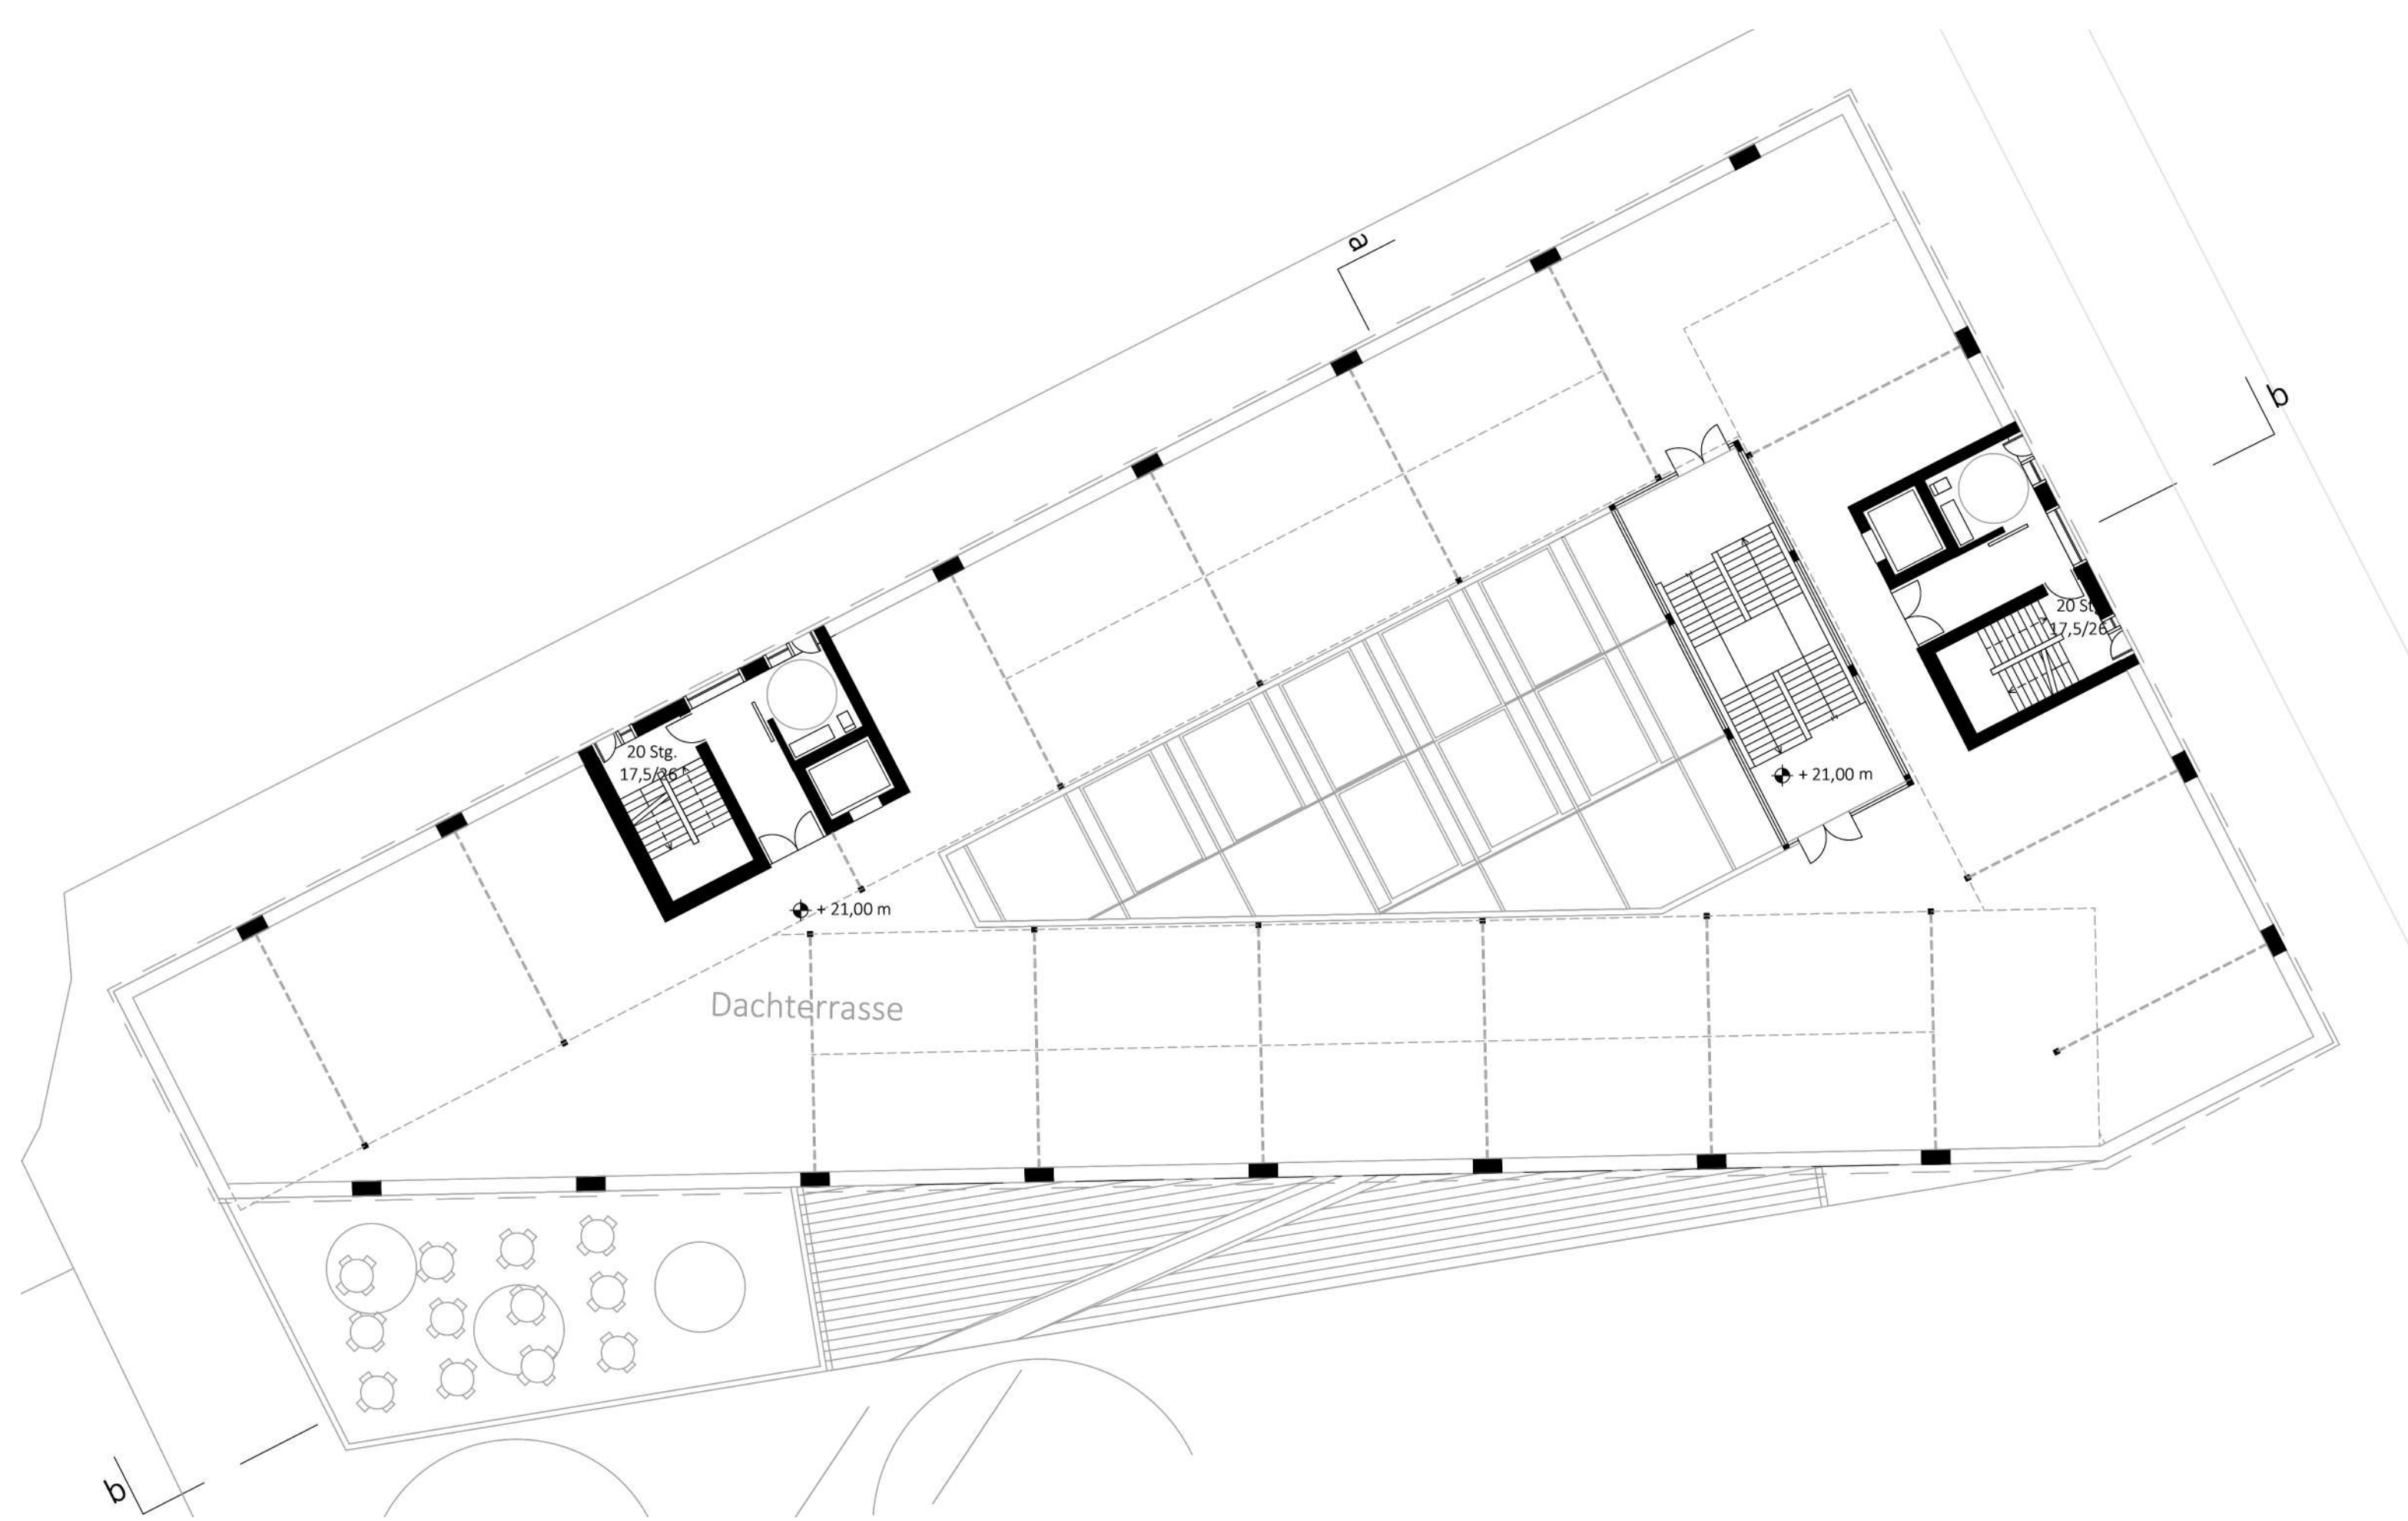 a
b
20 Stg.
17,5/26
20 Stg.
17,5/26
+ 21,00 m
+ 21,00 m
Dachterrasse
b